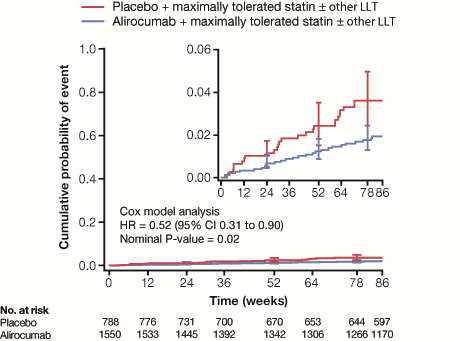 Placebo + maximally tolerated statin ± other LLT
Alirocumab + maximally tolerated statin ± other LLT
Cumulative probability of event
1.0
0.8
0.6
0.4
0.2
0.0
0.06
0.04
0.02
0.00
0 12 24 36 52 64 78 86
Cox model analysis
HR = 0.52 (95% CI 0.31 to 0.90)
Nominal P-value = 0.02
0 12 24 36 52 64 78 86
Time (weeks)
No. at risk
Placebo 788 776 731 700 670 653 644 597
Alirocumab 1550 1533 1445 1392 1342 1306 1266 1170